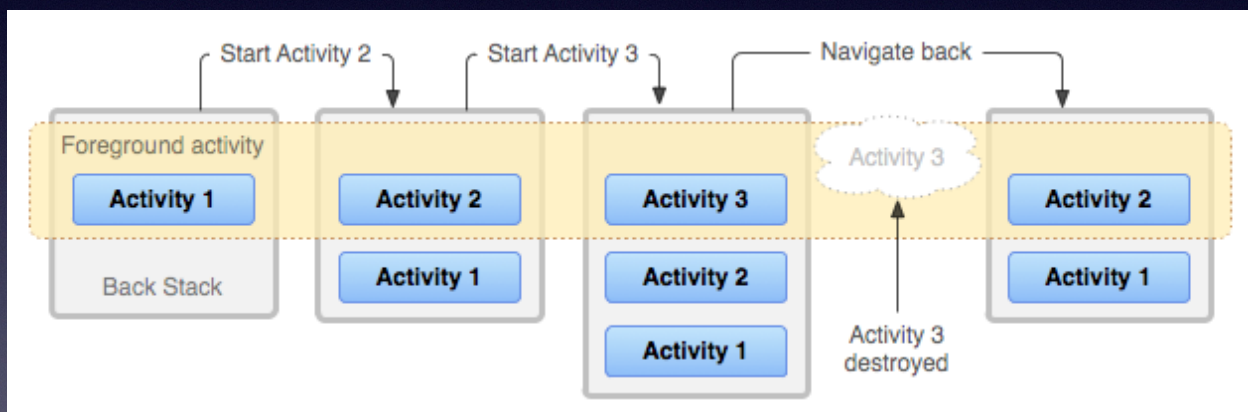 Start Activity 2
Start Activity 3
Navigate back
Foreground activity
Activity 3
Activity 1
Activity 2
Activity 3
Activity 2
Back Stack
Activity 1
Activity 2
Activity 1
Activity 1
Activity 3
destroyed